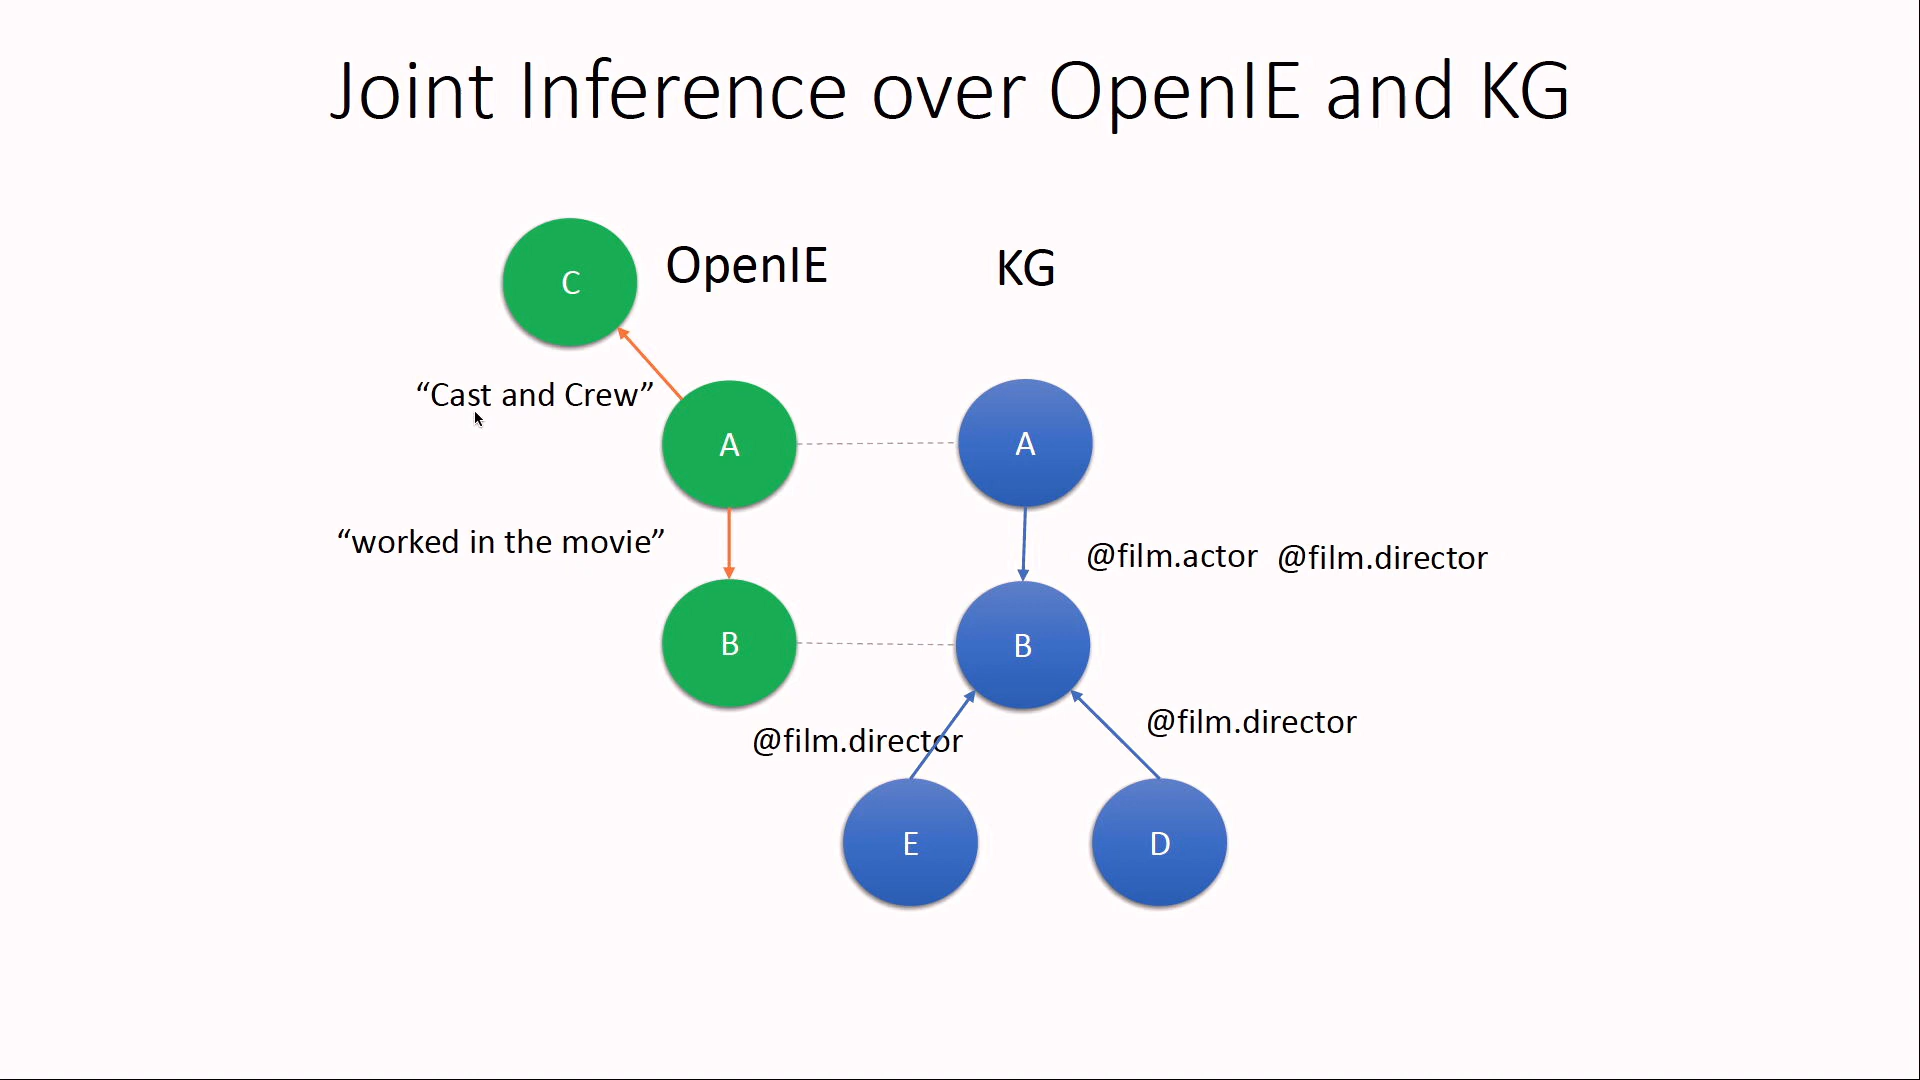 Joint Inference over OpenIE and KG
OpenIE
KG
C
“Cast and Crew”
A
A
“worked in the movie”
@film.actor @film.director
B
B
@film.director
@film.director
E
D